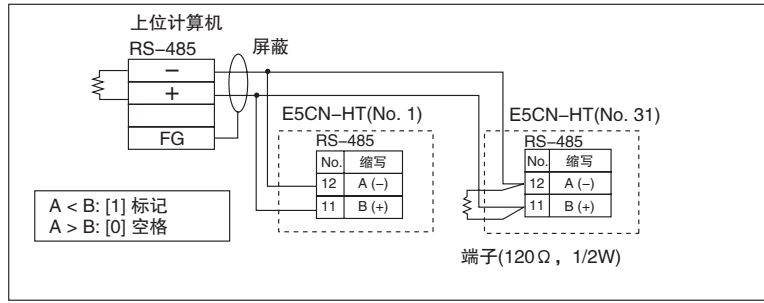 上位计算机
RS−485
屏蔽
−
+
FG
E5CN−HT(No. 1)
RS−485
No. 缩写
12 A (−)
11 B (+)
E5CN−HT(No. 31)
RS−485
No. 缩写
12 A (−)
11 B (+)
A < B: [1] 标记
A > B: [0] 空格
端子(120Ω，1/2W)